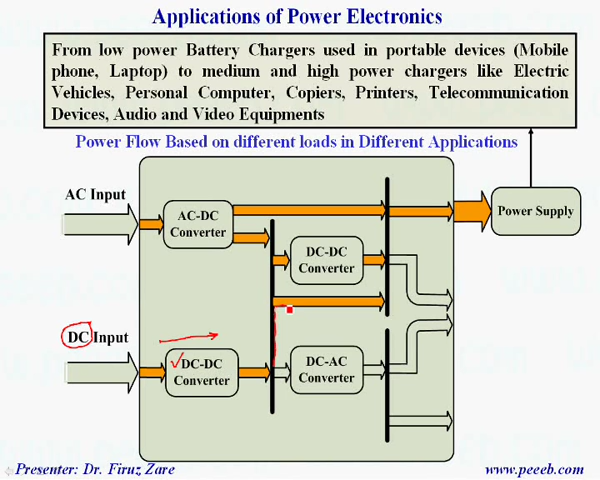 Applications of Power Electronics
From low power Battery Chargers used in portable devices (Mobile
phone, Laptop) to medium and high power chargers like Electric
Vehicles, Personal Computer, Copiers, Printers, Telecommunication
Devices, Audio and Video Equipments
Power Flow Based on different loads in Different Applications
AC Input
AC-DC
Converter
Power Supply
DC-DC
Converter
DC Input
DC-DC
Converter
DC-AC
Converter
Presenter: Dr. Firuz Zare
www.peeeb.com